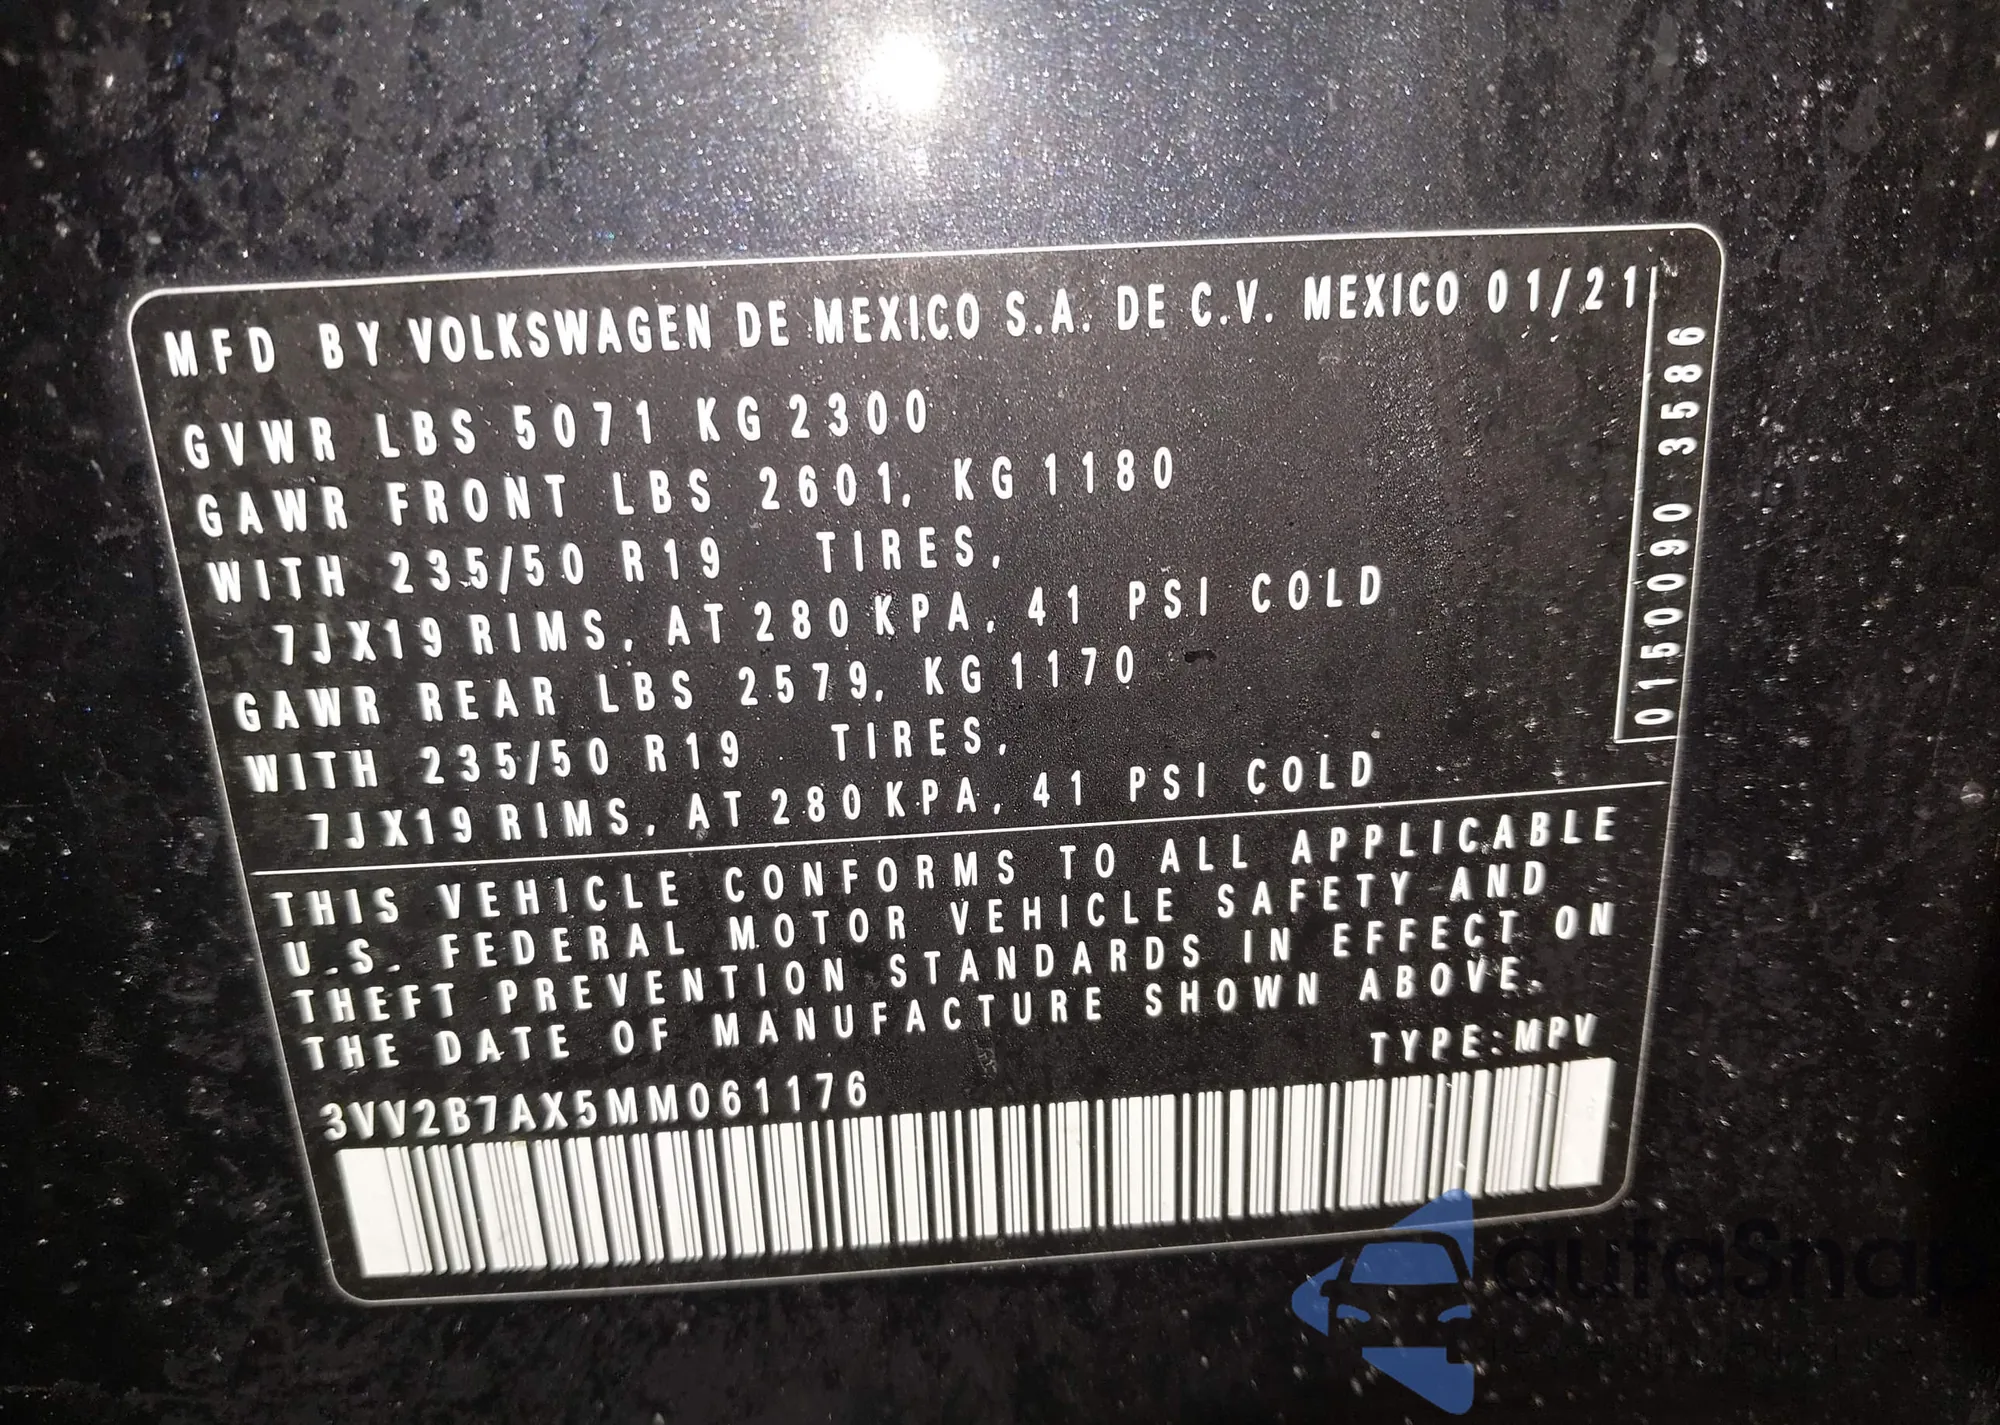 MFD BY VOLKSWAGEN DE MEXICO S.A. DE C.V. MEXICO 01/21
GVWR LBS 5071 KG 2300
GAWR FRONT LBS 2601, KG 1180
WITH 235/50 R19 TIRES,
7JX19 RIMS, AT 280 KPA, 41 PSI COLD
GAWR REAR LBS 2579, KG 1170
WITH 235/50 R19 TIRES,
7JX19 RIMS, AT 280 KPA, 41 PSI COLD
015 0090 3586
THIS VEHICLE CONFORMS TO ALL APPLICABLE
U.S. FEDERAL MOTOR VEHICLE SAFETY AND
THEFT PREVENTION STANDARDS IN EFFECT ON
THE DATE OF MANUFACTURE SHOWN ABOVE.
TYPE:MPV
3VV2B7AX5MM061176